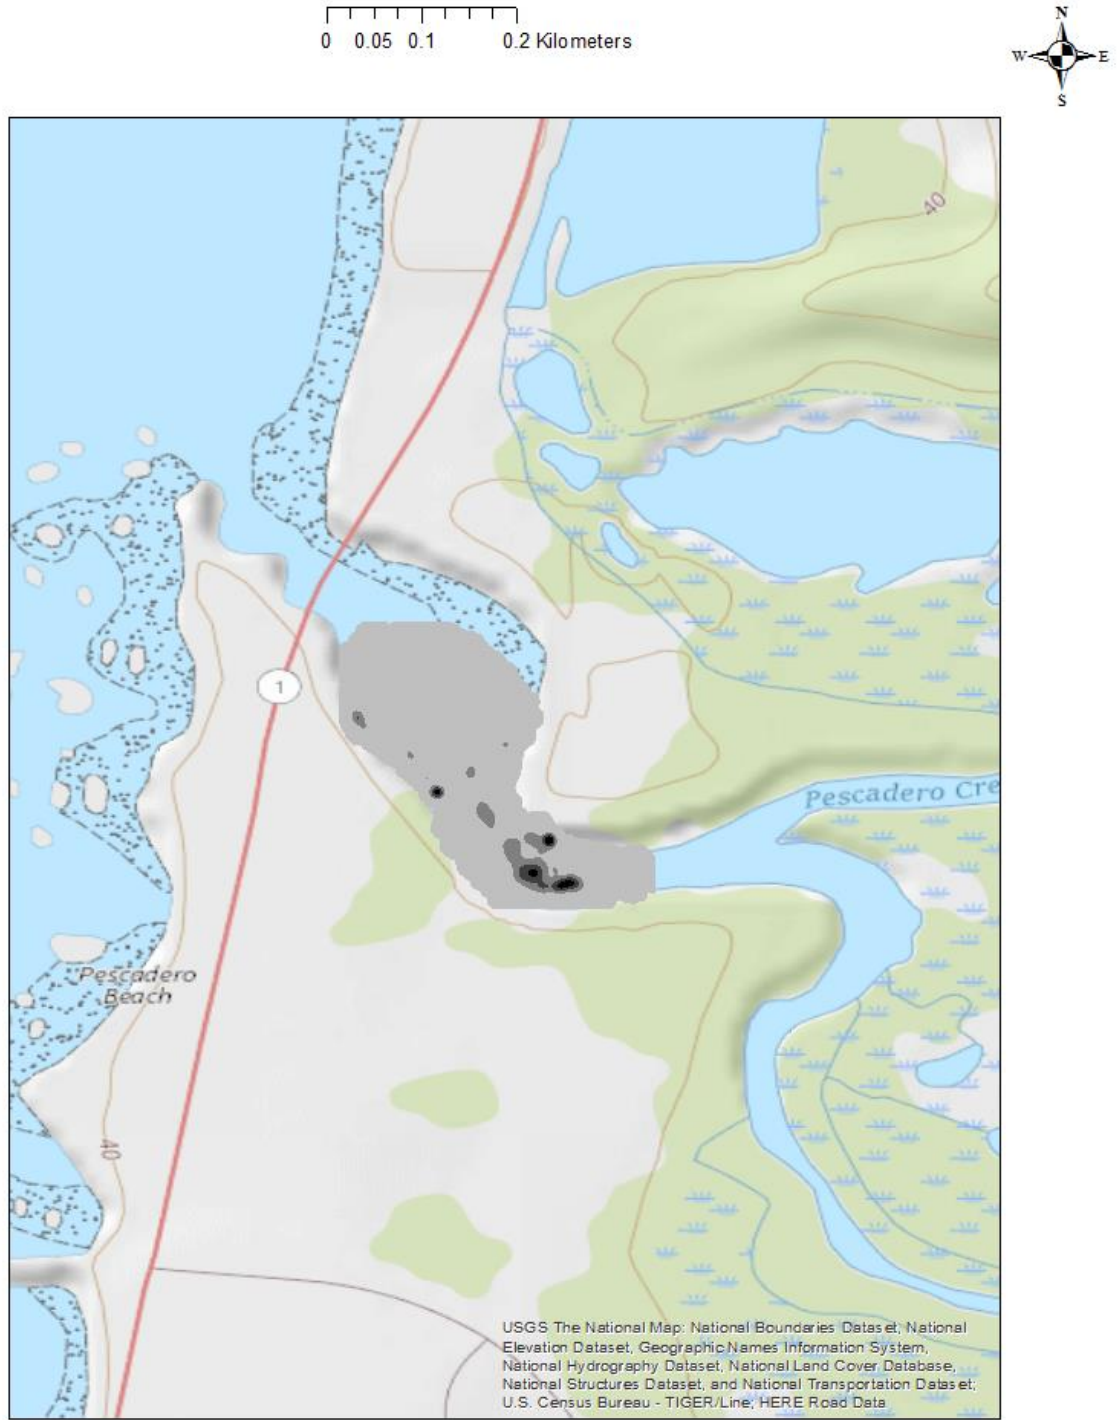 0 0.05 0.1 0.2 Kilometers
N
W E
S
40
1
Pescadero Cre
Pescadero
Beach
40
USGS The National Map: National Boundaries Dataset, National
Elevation Dataset, Geographic Names Information System,
National Hydrography Dataset, National Land Cover Database,
National Structures Dataset, and National Transportation Dataset;
U.S. Census Bureau - TIGER/Line; HERE Road Data